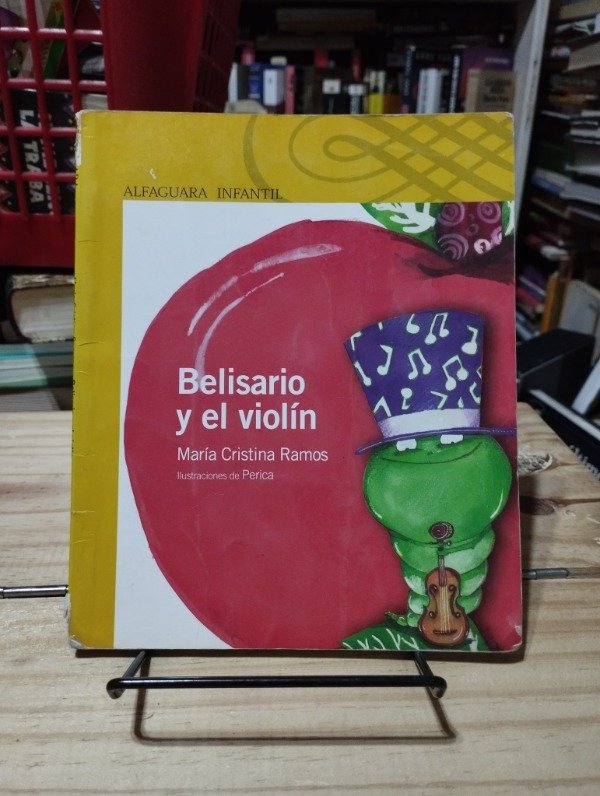 ALFAGUARA INFANTIL
Belisario
y el violín
María Cristina Ramos
Ilustraciones de Perica